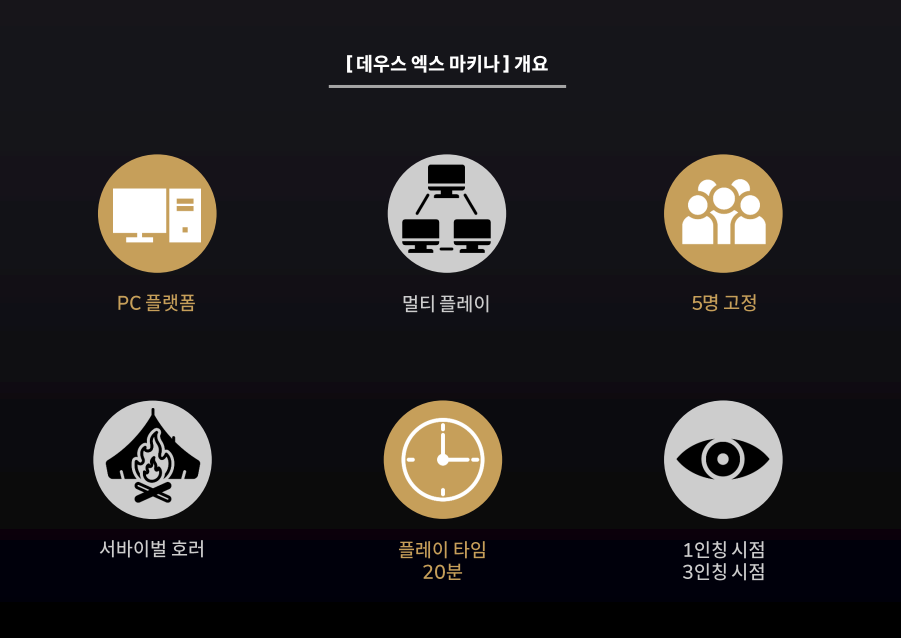 [ 데우스 엑스 마키나 ] 개요
PC 플랫폼
멀티 플레이
5명 고정
서바이벌 호러
플레이 타임
20분
1인칭 시점
3인칭 시점